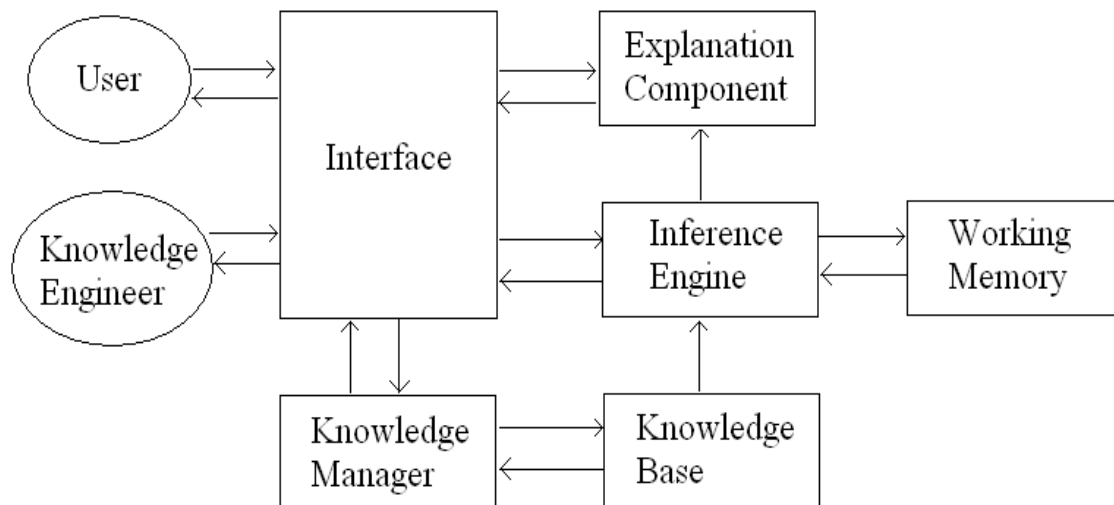 User
Interface
Explanation
Component
Knowledge
Engineer
Inference
Engine
Working
Memory
Knowledge
Manager
Knowledge
Base